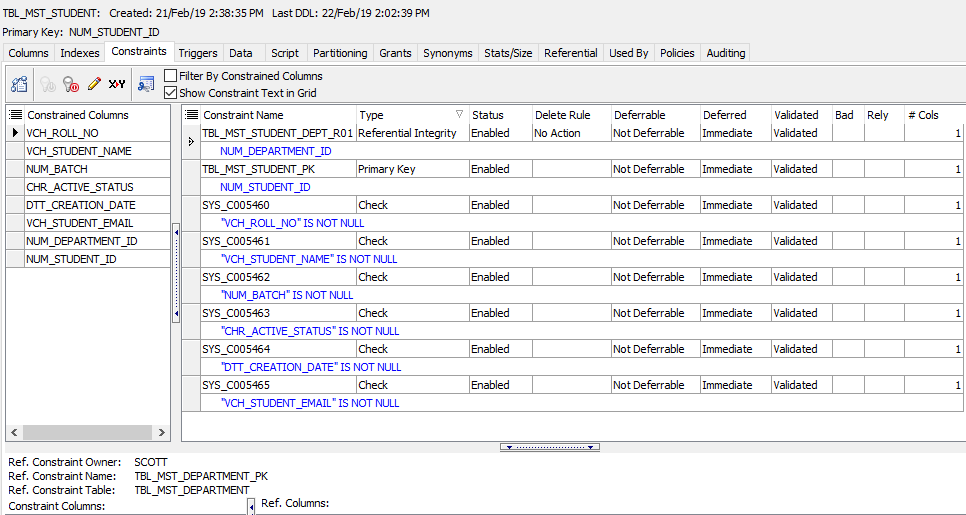 TBL_MST_STUDENT: Created: 21/Feb/19 2:38:35 PM Last DDL: 22/Feb/19 2:02:39 PM
Primary Key: NUM_STUDENT_ID
Columns Indexes Constraints Triggers Data Script Partitioning Grants Synonyms Stats/Size Referential Used By Policies Auditing
X=Y
Filter By Constrained Columns
Show Constraint Text in Grid
Constrained Columns
VCH_ROLL_NO
VCH_STUDENT_NAME
NUM_BATCH
CHR_ACTIVE_STATUS
DTT_CREATION_DATE
VCH_STUDENT_EMAIL
NUM_DEPARTMENT_ID
NUM_STUDENT_ID
Constraint Name Type Status Delete Rule Deferrable Deferred Validated Bad Rely # Cols
TBL_MST_STUDENT_DEPT_R01 Referential Integrity Enabled No Action Not Deferrable Immediate Validated 1
NUM_DEPARTMENT_ID
TBL_MST_STUDENT_PK Primary Key Enabled Not Deferrable Immediate Validated 1
NUM_STUDENT_ID
SYS_C005460 Check Enabled Not Deferrable Immediate Validated 1
"VCH_ROLL_NO" IS NOT NULL
SYS_C005461 Check Enabled Not Deferrable Immediate Validated 1
"VCH_STUDENT_NAME" IS NOT NULL
SYS_C005462 Check Enabled Not Deferrable Immediate Validated 1
"NUM_BATCH" IS NOT NULL
SYS_C005463 Check Enabled Not Deferrable Immediate Validated 1
"CHR_ACTIVE_STATUS" IS NOT NULL
SYS_C005464 Check Enabled Not Deferrable Immediate Validated 1
"DTT_CREATION_DATE" IS NOT NULL
SYS_C005465 Check Enabled Not Deferrable Immediate Validated 1
"VCH_STUDENT_EMAIL" IS NOT NULL
Ref. Constraint Owner: SCOTT
Ref. Constraint Name: TBL_MST_DEPARTMENT_PK
Ref. Constraint Table: TBL_MST_DEPARTMENT
Constraint Columns: Ref. Columns: